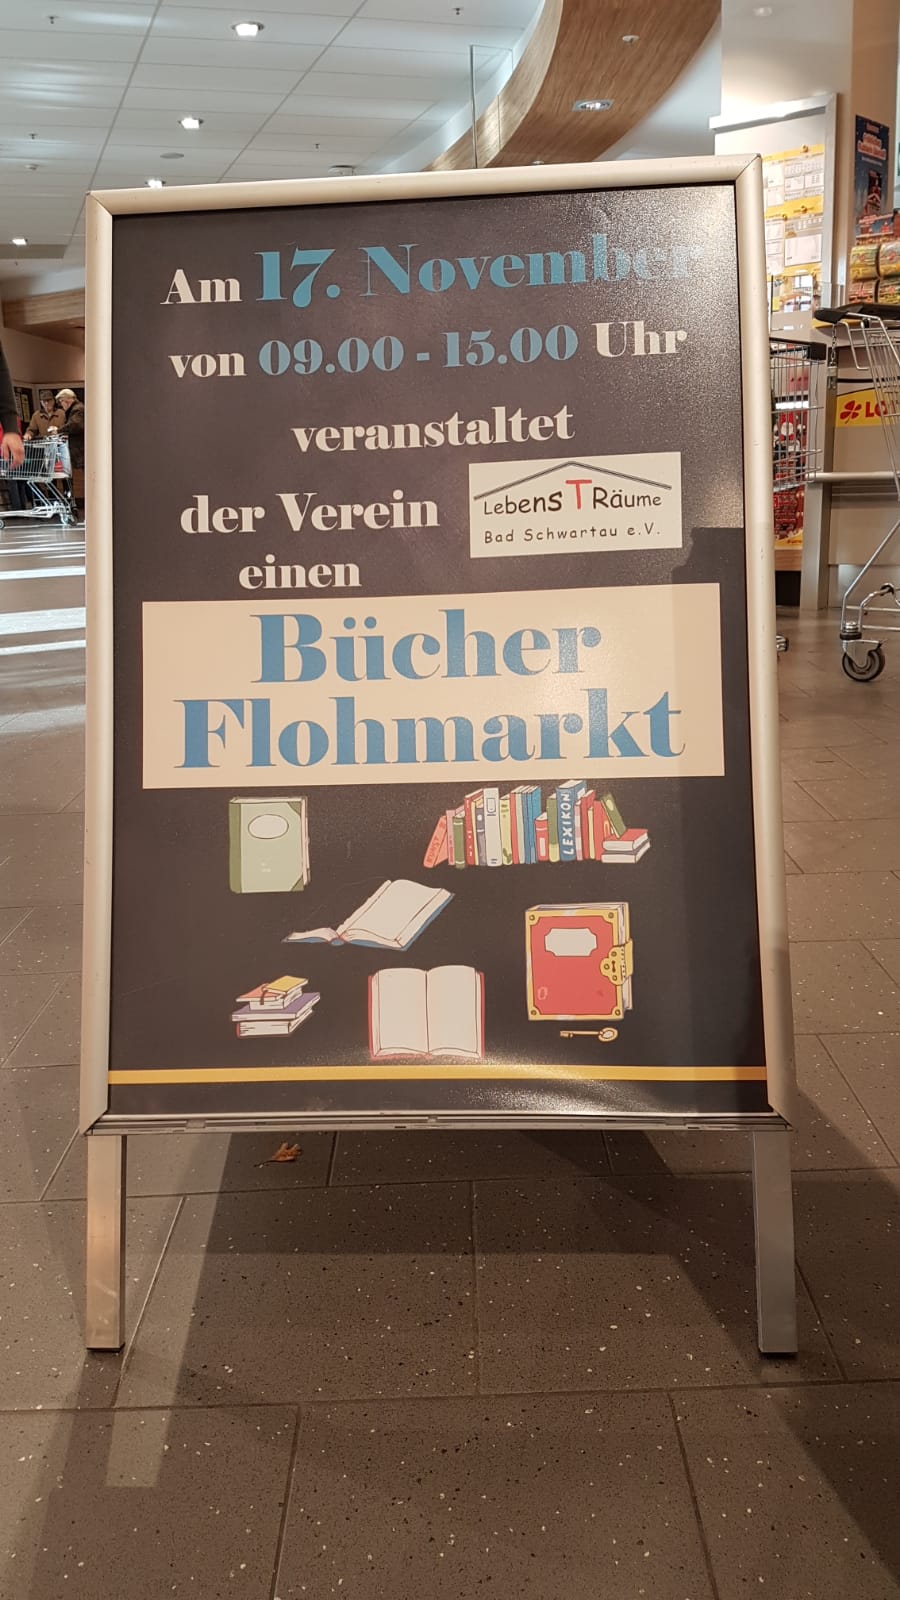 Am 17. November
von 09.00 - 15.00 Uhr
veranstaltet
der Verein
LebensTRäume
Bad Schwartau e.V.
einen
Bücher
Flohmarkt
LEXIKON
LO